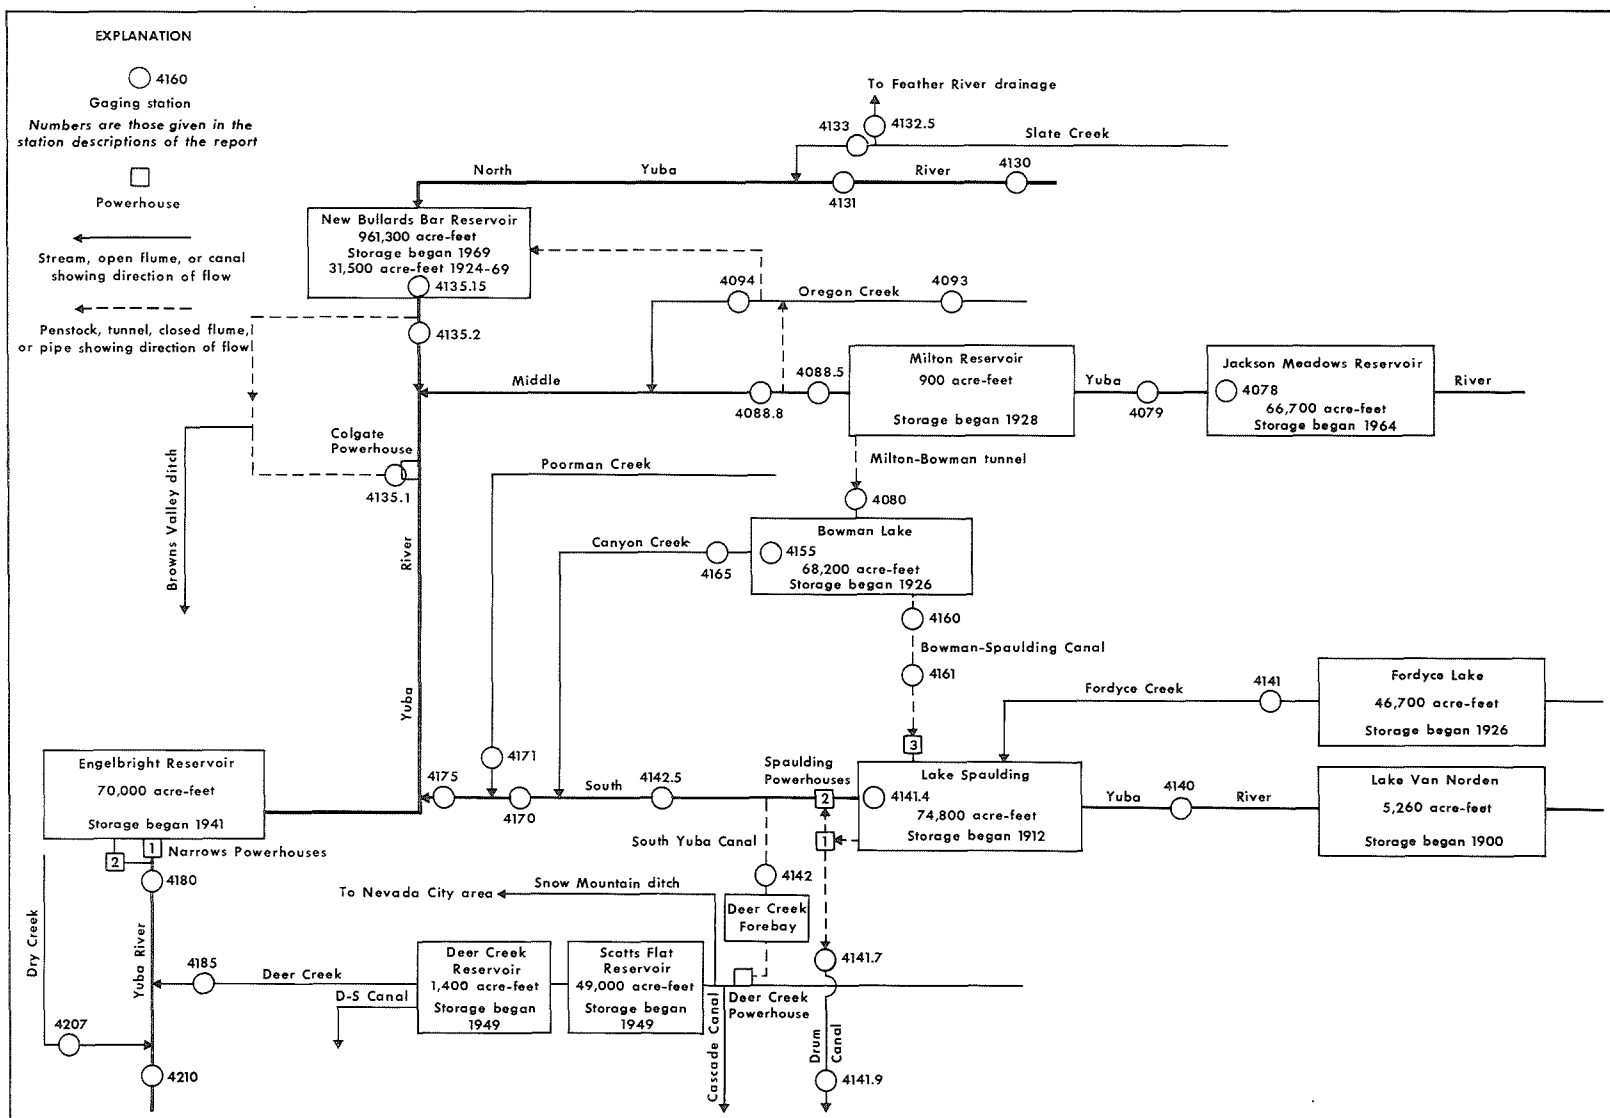 EXPLANATION
4160
Gaging station
Numbers are those given in the
station descriptions of the report
Powerhouse
Stream, open flume, or canal
showing direction of flow
Penstock, tunnel, closed flume,
or pipe showing direction of flow
To Feather River drainage
4133
4132.5
Slate Creek
North
Yuba
River
4130
4131
New Bullards Bar Reservoir
961,300 acre-feet
Storage began 1969
31,500 acre-feet 1924-69
4135.15
4135.2
4094
Oregon Creek
4093
Middle
4088.8
4088.5
Milton Reservoir
900 acre-feet
Storage began 1928
Yuba
4079
Jackson Meadows Reservoir
4078
66,700 acre-feet
Storage began 1964
River
Browns Valley ditch
Colgate
Powerhouse
4135.1
Poorman Creek
Milton-Bowman tunnel
4080
River
Yuba
Canyon Creek
4165
Bowman Lake
4155
68,200 acre-feet
Storage began 1926
4160
Bowman-Spaulding Canal
4161
3
Fordyce Creek
4141
Fordyce Lake
46,700 acre-feet
Storage began 1926
Engelbright Reservoir
70,000 acre-feet
Storage began 1941
4175
4171
4170
South
4142.5
Spaulding
Powerhouses
2
1
Lake Spaulding
4141.4
74,800 acre-feet
Storage began 1912
Yuba
4140
River
Lake Van Norden
5,260 acre-feet
Storage began 1900
1
2
Narrows Powerhouses
4180
South Yuba Canal
4142
Snow Mountain ditch
To Nevada City area
Deer Creek
Forebay
Dry Creek
Yuba River
4185
Deer Creek
D-S Canal
Deer Creek
Reservoir
1,400 acre-feet
Storage began
1949
Scotts Flat
Reservoir
49,000 acre-feet
Storage began
1949
Cascade Canal
Deer Creek
Powerhouse
4141.7
Drum
Canal
4141.9
4207
4210